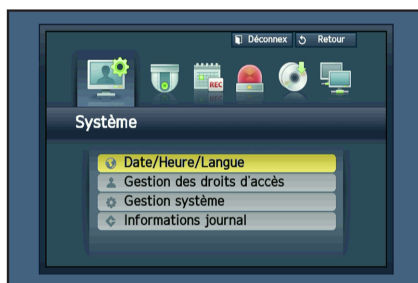 Déconnex Retour
REC
Système
Date/Heure/Langue
Gestion des droits d'accès
Gestion système
Informations journal